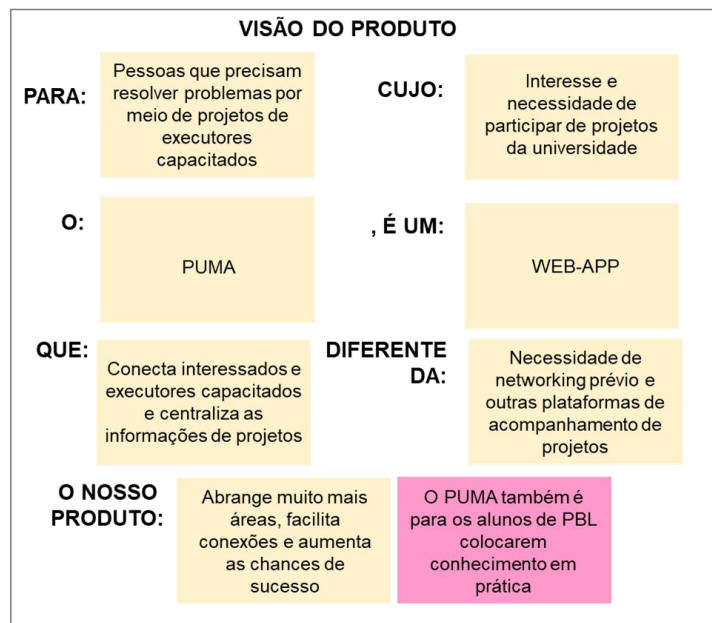 VISÃO DO PRODUTO
PARA:
Pessoas que precisam
resolver problemas por
meio de projetos de
executores
capacitados
CUJO:
Interesse e
necessidade de
participar de projetos
da universidade
O:
PUMA
, É UM:
WEB-APP
QUE:
Conecta interessados e
executores capacitados
e centraliza as
informações de projetos
DIFERENTE
DA:
Necessidade de
networking prévio e
outras plataformas de
acompanhamento de
projetos
O NOSSO
PRODUTO:
Abrange muito mais
áreas, facilita
conexões e aumenta
as chances de
sucesso
O PUMA também é
para os alunos de PBL
colocarem
conhecimento em
prática